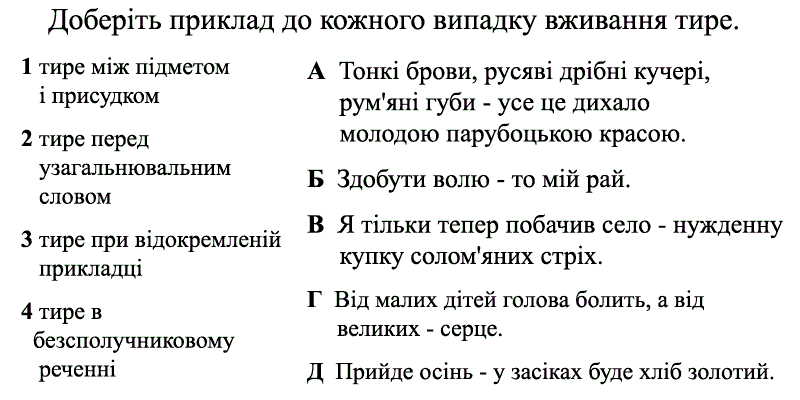 Доберіть приклад до кожного випадку вживання тире.
1 тире між підметом
і присудком
2 тире перед
узагальнювальним
словом
3 тире при відокремленій
прикладці
4 тире в
безсполучниковому
реченні
А Тонкі брови, русяві дрібні кучері,
рум'яні губи - усе це дихало
молодою парубоцькою красою.
Б Здобути волю - то мій рай.
В Я тільки тепер побачив село - нужденну
купку солом'яних стріх.
Г Від малих дітей голова болить, а від
великих - серце.
Д Прийде осінь - у засіках буде хліб золотий.